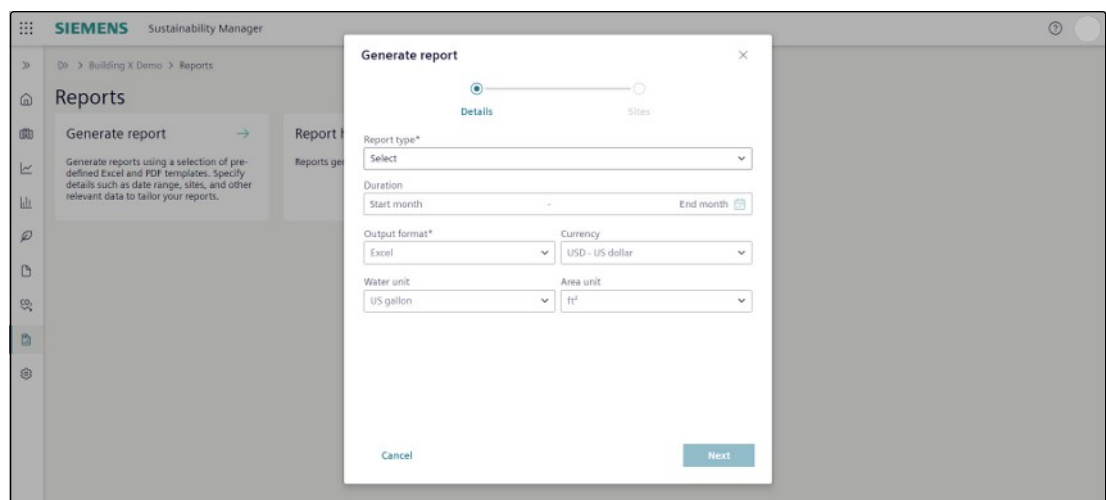 SIEMENS Sustainability Manager
> Building X Demo > Reports
Reports
Generate report
Generate reports using a selection of pre-
defined Excel and PDF templates. Specify
details such as date range, sites, and other
relevant data to tailor your reports.
Report
Reports
Generate report
Details
Sites
Report type*
Select
Duration
Start month - End month
Output format* Currency
Excel USD - US dollar
Water unit Area unit
US gallon ft²
Cancel Next